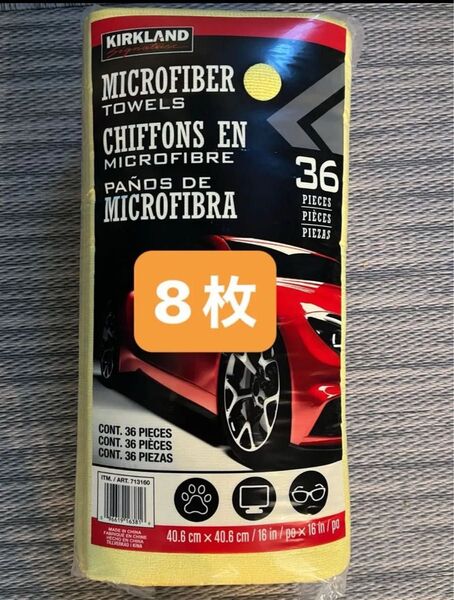 KIRKLAND
Signature
MICROFIBER
TOWELS
CHIFFONS EN
MICROFIBRE
PAÑOS DE
MICROFIBRA
36
PIECES
PIÈCES
PIEZAS
8枚
CONT. 36 PIECES
CONT. 36 PIÈCES
CONT. 36 PIEZAS
ITM. / ART. 713160
MADE IN CHINA
FABRIQUÉ EN CHINE
HECHO EN CHINA
40.6 cm × 40.6 cm / 16 in / po × 16 in / po